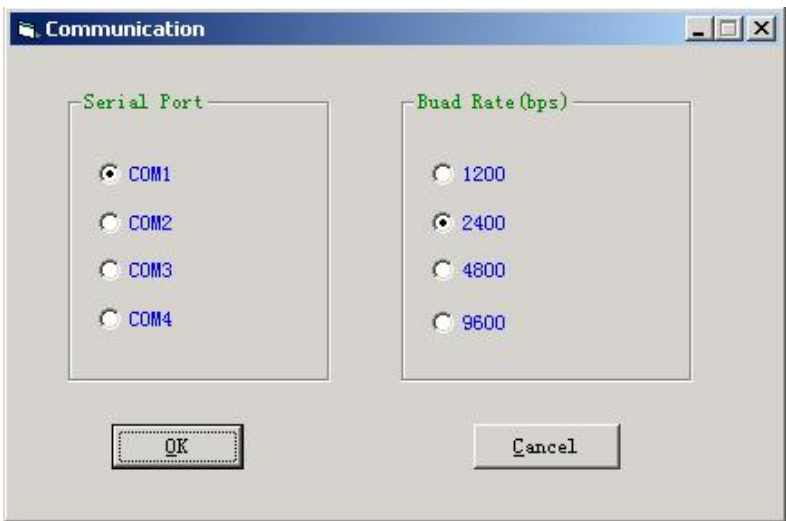 Communication
Serial Port
COM1
COM2
COM3
COM4
Buad Rate(bps)
1200
2400
4800
9600
OK
Cancel